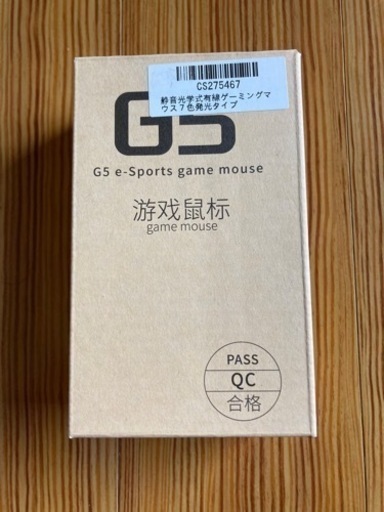 CS275467
静音光学式有線ゲーミングマ
ウス7色発光タイプ
G5
G5 e-Sports game mouse
游戏鼠标
game mouse
PASS
QC
合格